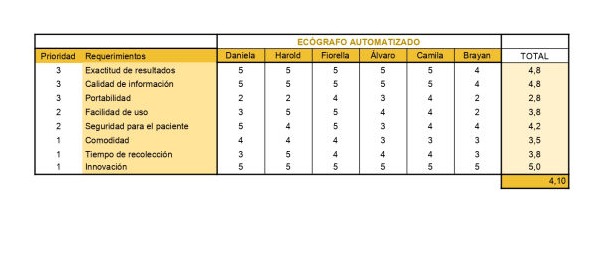 ECÓGRAFO AUTOMATIZADO
Prioridad Requerimientos Daniela Harold Fiorella Álvaro Camila Brayan TOTAL
3 Exactitud de resultados 5 5 5 5 5 4 4,8
3 Calidad de información 5 5 5 5 5 4 4,8
3 Portabilidad 2 2 4 3 4 2 2,8
2 Facilidad de uso 3 5 5 4 4 2 3,8
2 Seguridad para el paciente 5 4 5 3 4 4 4,2
1 Comodidad 4 4 4 3 3 3 3,5
1 Tiempo de recolección 3 5 4 4 4 3 3,8
1 Innovación 5 5 5 5 5 5 5,0
4,10